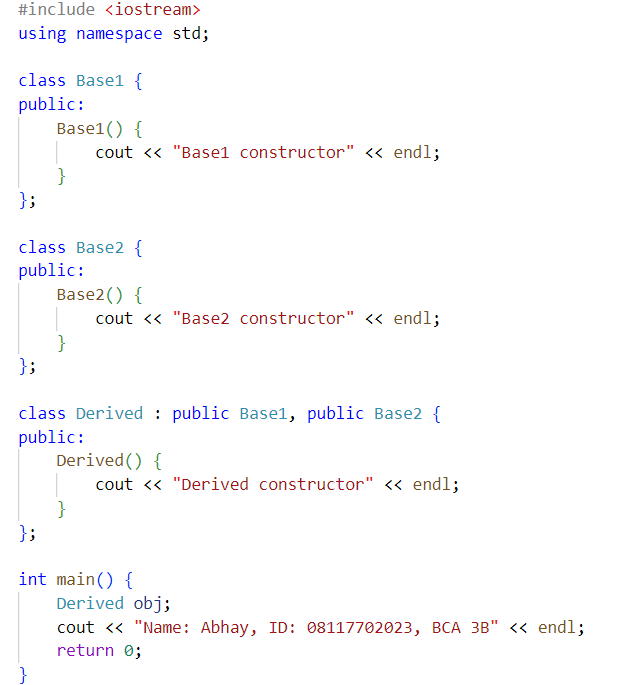 #include <iostream>
using namespace std;
class Base1 {
public:
    Base1() {
        cout << "Base1 constructor" << endl;
    }
};
class Base2 {
public:
    Base2() {
        cout << "Base2 constructor" << endl;
    }
};
class Derived : public Base1, public Base2 {
public:
    Derived() {
        cout << "Derived constructor" << endl;
    }
};
int main() {
    Derived obj;
    cout << "Name: Abhay, ID: 08117702023, BCA 3B" << endl;
    return 0;
}